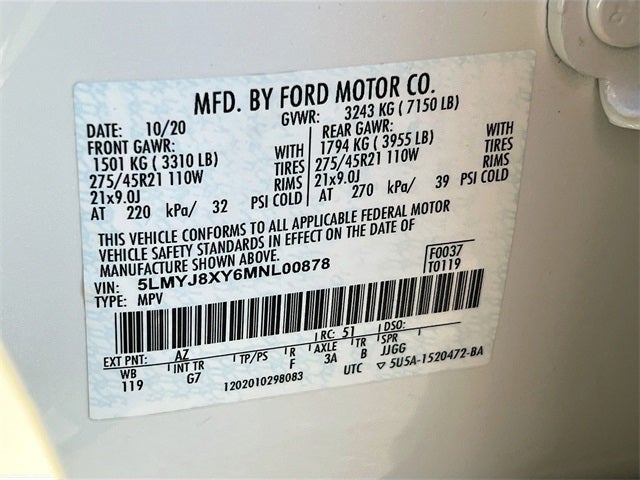 MFD. BY FORD MOTOR CO.
DATE: 10/20 GVWR: 3243 KG ( 7150 LB)
FRONT GAWR: REAR GAWR:
1501 KG ( 3310 LB) WITH 1794 KG ( 3955 LB) WITH
275/45R21 110W TIRES 275/45R21 110W TIRES
21x9.0J RIMS 21x9.0J RIMS
AT 220 kPa/ 32 PSI COLD AT 270 kPa/ 39 PSI COLD
THIS VEHICLE CONFORMS TO ALL APPLICABLE FEDERAL MOTOR
VEHICLE SAFETY STANDARDS IN EFFECT ON THE DATE OF
MANUFACTURE SHOWN ABOVE.
F0037
VIN: 5LMYJ8XY6MNL00878 T0119
TYPE: MPV
EXT PNT: AZ RC: 51 DSO:
WB INT TR TP/PS R AXLE TR SPR
119 G7 F 3A B JJGG
1202010298083 UTC ▽ 5U5A-1520472-BA